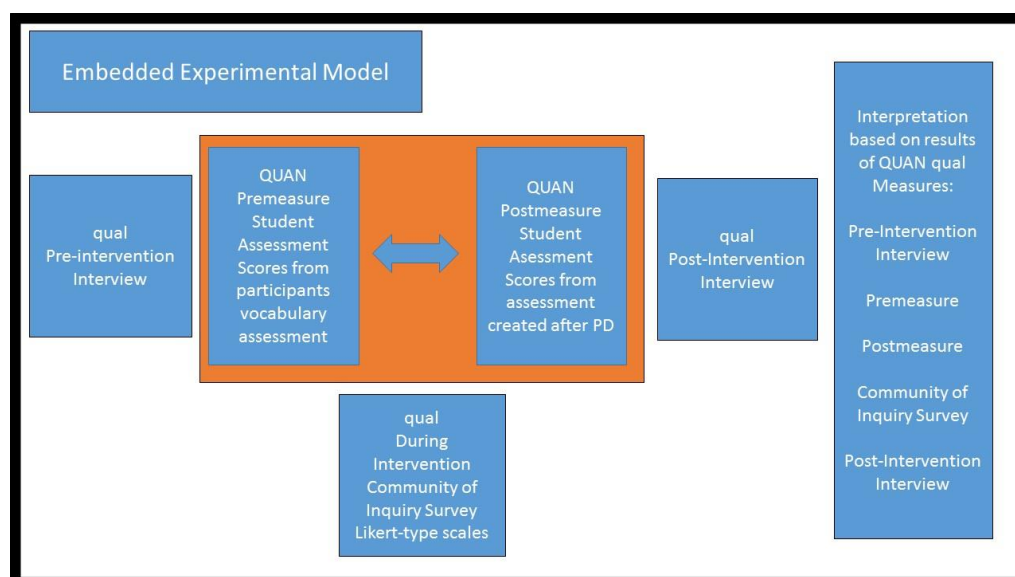 Embedded Experimental Model
qual
Pre-intervention
Interview
QUAN
Premeasure
Student
Assessment
Scores from
participants
vocabulary
assessment
QUAN
Postmeasure
Student
Asessment
Scores from
assessment
created after PD
qual
During
Intervention
Community of
Inquiry Survey
Likert-type scales
qual
Post-Intervention
Interview
Interpretation
based on results
of QUAN qual
Measures:
Pre-Intervention
Interview
Premeasure
Postmeasure
Community of
Inquiry Survey
Post-Intervention
Interview